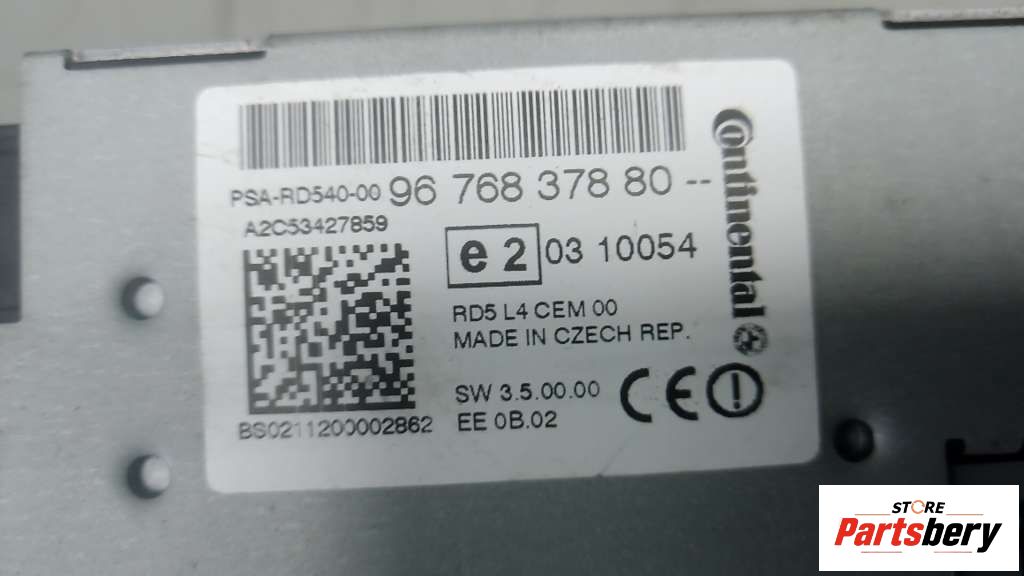 PSA-RD540-00 96 768 378 80 --
A2C53427859
e 2 03 10054
RD5 L4 CEM 00
MADE IN CZECH REP.
SW 3.5.00.00
EE 0B.02
CE
BS0211200002862
Continental
STORE
Partsbery